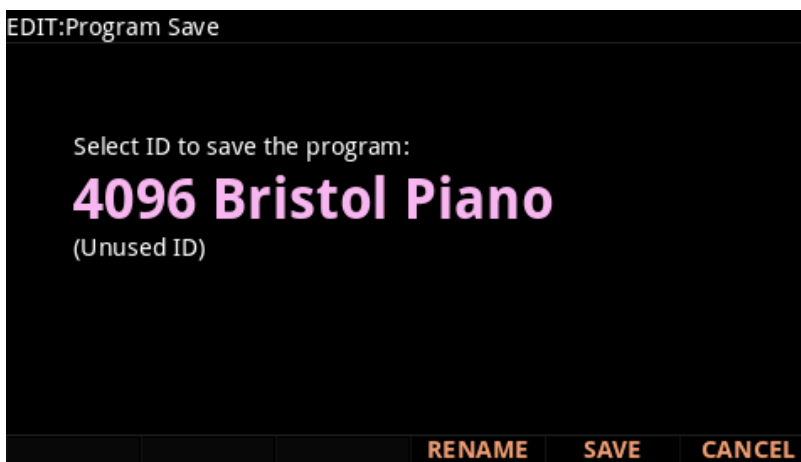 EDIT:Program Save
Select ID to save the program:
4096 Bristol Piano
(Unused ID)
RENAME SAVE CANCEL